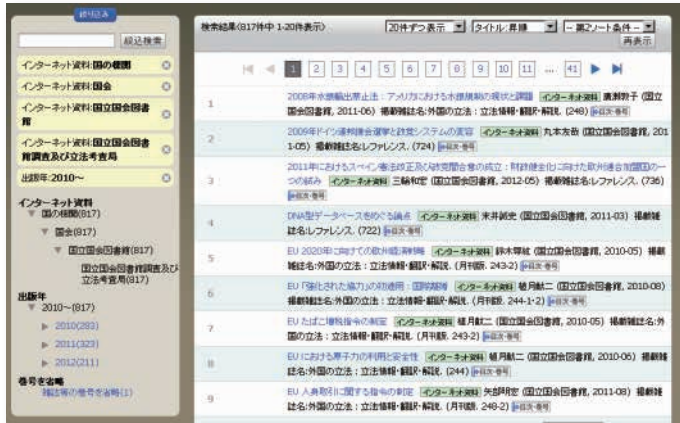 絞り込み
絞込検索
インターネット資料:国の機関
インターネット資料:国会
インターネット資料:国立国会図書
館
インターネット資料:国立国会図書
館調査及び立法考査局
出版年:2010~
インターネット資料
▼ 国の機関(817)
▼ 国会(817)
▼ 国立国会図書館(817)
国立国会図書館調査及び
立法考査局(817)
出版年
▼ 2010~(817)
▶ 2010(283)
▶ 2011(323)
▶ 2012(211)
巻号を省略
雑誌等の巻号を省略(1)
検索結果(817件中 1-20件表示)
20件ずつ表示 タイトル:昇順 - 第2ソート条件 -
再表示
1 2 3 4 5 6 7 8 9 10 11 ... 41
1 2008年水銀輸出禁止法:アメリカにおける水銀規制の現状と課題 インターネット資料 廣瀬淳子 (国立
国会図書館, 2011-06) 掲載雑誌名:外国の立法:立法情報・翻訳・解説. (248) 目次・巻号
2 2009年ドイツ連邦議会選挙と政党システムの変容 インターネット資料 丸本友哉 (国立国会図書館, 201
1-05) 掲載雑誌名:レファレンス. (724) 目次・巻号
3 2011年におけるスペイン憲法改正及び政党間合意の成立:財政健全化に向けた欧州連合加盟国の一
つの試み インターネット資料 三輪和宏 (国立国会図書館, 2012-05) 掲載雑誌名:レファレンス. (736)
目次・巻号
4 DNA型データベースをめぐる論点 インターネット資料 末井誠史 (国立国会図書館, 2011-03) 掲載雑
誌名:レファレンス. (722) 目次・巻号
5 EU 2020年に向けての欧州経済戦略 インターネット資料 鈴木尊紘 (国立国会図書館, 2010-05) 掲載
雑誌名:外国の立法:立法情報・翻訳・解説. (月刊版. 243-2) 目次・巻号
6 EU「強化された協力」の初適用:国際離婚 インターネット資料 植月献二 (国立国会図書館, 2010-08)
掲載雑誌名:外国の立法:立法情報・翻訳・解説. (月刊版. 244-1・2) 目次・巻号
7 EU たばこ増税指令の制定 インターネット資料 植月献二 (国立国会図書館, 2010-05) 掲載雑誌名:外
国の立法:立法情報・翻訳・解説. (月刊版. 243-2) 目次・巻号
8 EU における原子力の利用と安全性 インターネット資料 植月献二 (国立国会図書館, 2010-06) 掲載雑
誌名:外国の立法:立法情報・翻訳・解説. (244) 目次・巻号
9 EU 人身取引に関する指令の制定 インターネット資料 矢部明宏 (国立国会図書館, 2011-08) 掲載雑
誌名:外国の立法:立法情報・翻訳・解説. (月刊版. 248-2) 目次・巻号